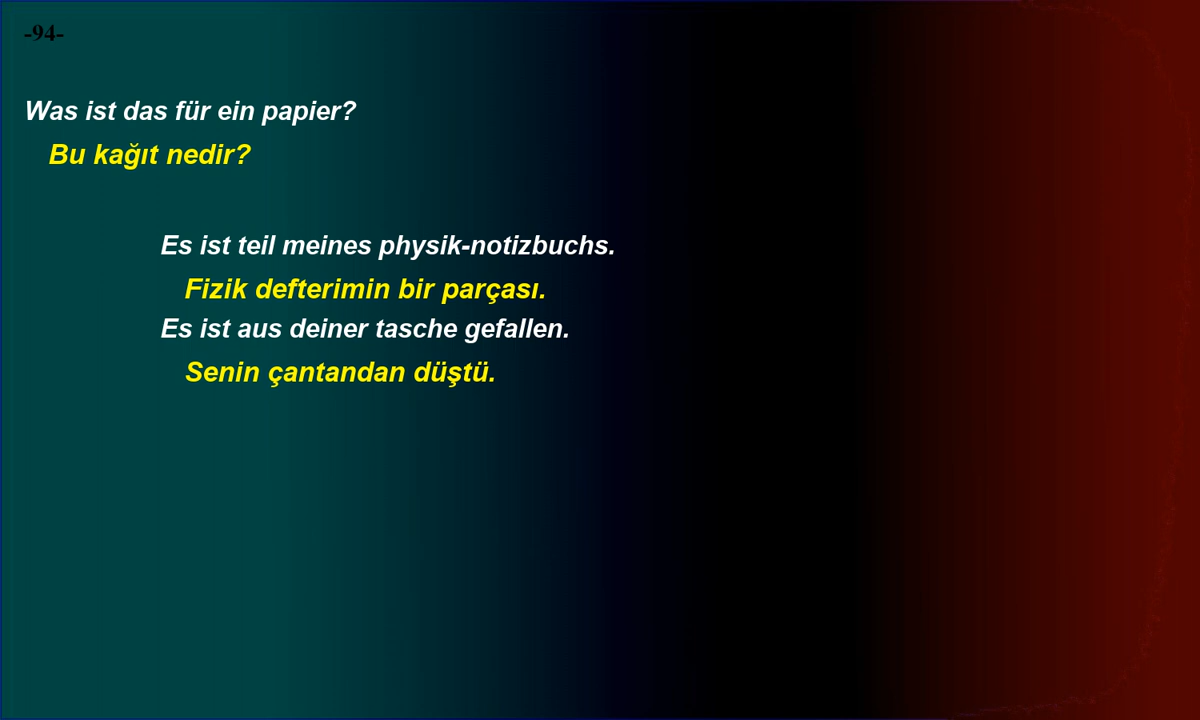 -94-
Was ist das für ein papier?
Bu kağıt nedir?
Es ist teil meines physik-notizbuchs.
Fizik defterimin bir parçası.
Es ist aus deiner tasche gefallen.
Senin çantandan düştü.